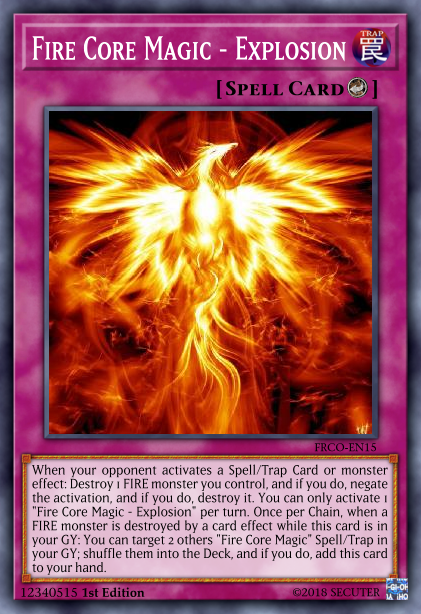 FIRE CORE MAGIC - EXPLOSION
TRAP
罠
[SPELL CARD]
FRCO-EN15
When your opponent activates a Spell/Trap Card or monster
effect: Destroy 1 FIRE monster you control, and if you do, negate
the activation, and if you do, destroy it. You can only activate 1
"Fire Core Magic - Explosion" per turn. Once per Chain, when a
FIRE monster is destroyed by a card effect while this card is in
your GY: You can target 2 others "Fire Core Magic" Spell/Trap in
your GY; shuffle them into the Deck, and if you do, add this card
to your hand.
12340515 1st Edition
©2018 SECUTER